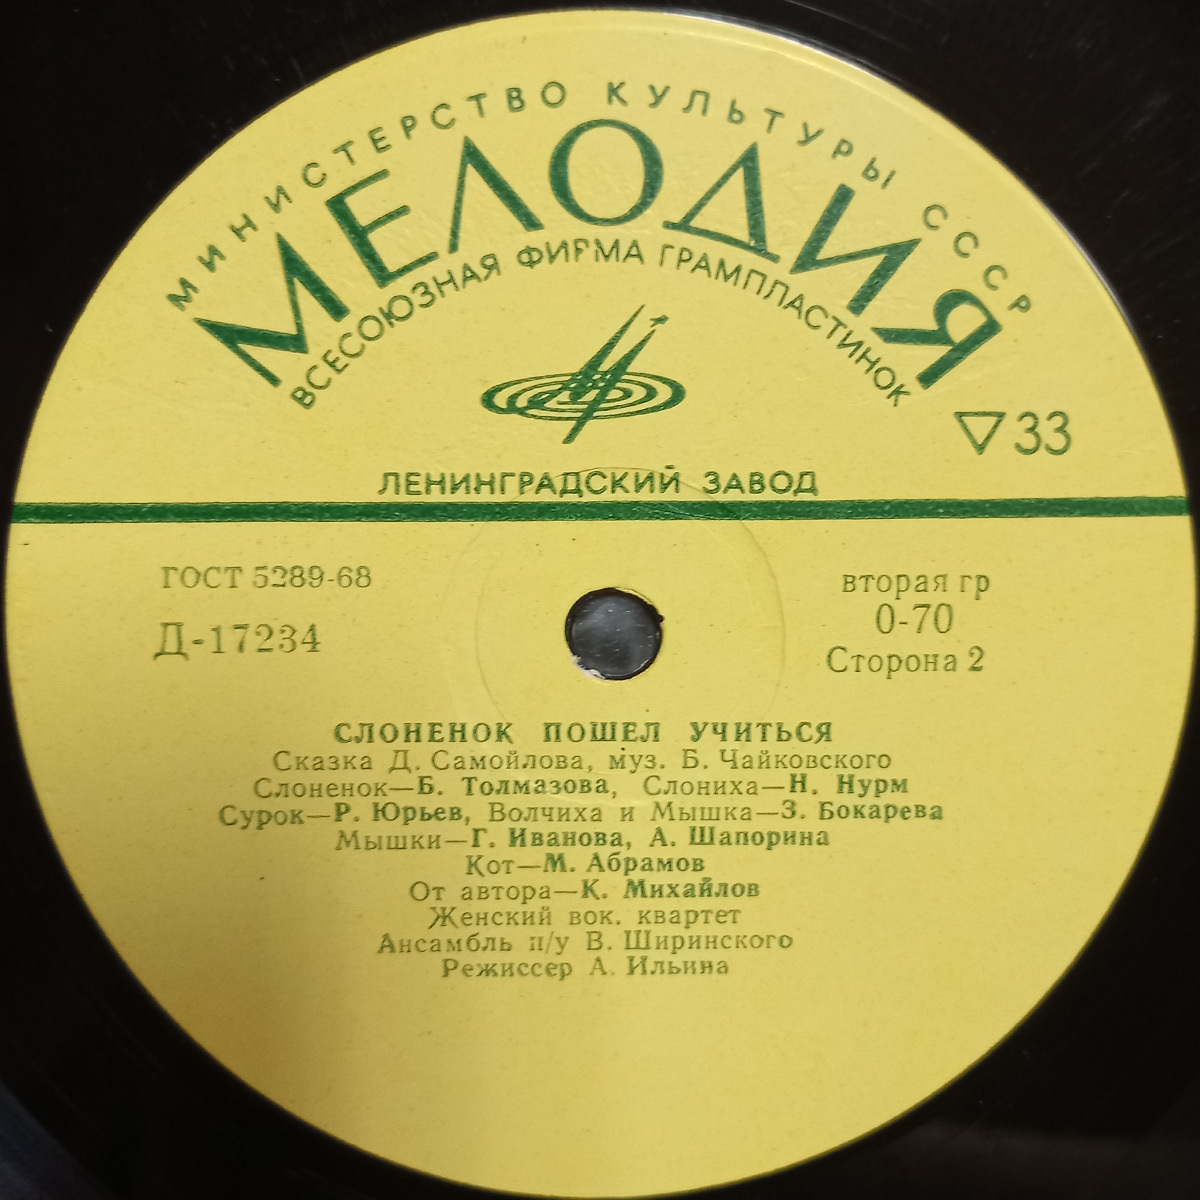 МИНИСТЕРСТВО КУЛЬТУРЫ СССР
МЕЛОДИЯ
ВСЕСОЮЗНАЯ ФИРМА ГРАМПЛАСТИНОК
▽33
ЛЕНИНГРАДСКИЙ ЗАВОД
ГОСТ 5289-68
вторая гр
Д-17234
0-70
Сторона 2
СЛОНЕНОК ПОШЕЛ УЧИТЬСЯ
Сказка Д. Самойлова, муз. Б. Чайковского
Слоненок—Б. Толмазова, Слониха—Н. Нурм
Сурок—Р. Юрьев, Волчиха и Мышка—З. Бокарева
Мышки—Г. Иванова, А. Шапорина
Кот—М. Абрамов
От автора—К. Михайлов
Женский вок. квартет
Ансамбль п/у В. Ширинского
Режиссер А. Ильина